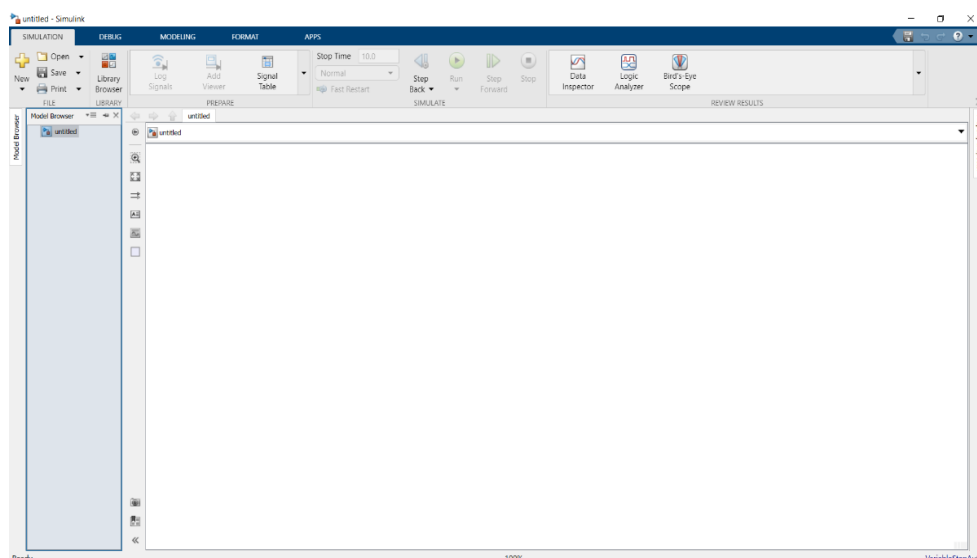 untitled - Simulink
SIMULATION DEBUG MODELING FORMAT APPS
New
Open
Save
Print
FILE
Library Browser
LIBRARY
Log Signals
Add Viewer
Signal Table
PREPARE
Stop Time 10.0
Normal
Fast Restart
Step Back
Run
Step Forward
Stop
SIMULATE
Data Inspector
Logic Analyzer
Bird's-Eye Scope
REVIEW RESULTS
Model Browser
Model Browser
untitled
untitled
untitled